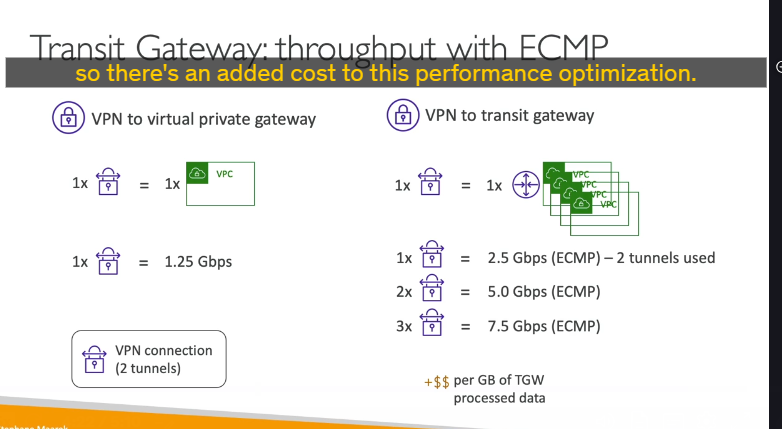 Transit Gateway: throughput with ECMP
so there's an added cost to this performance optimization.
VPN to virtual private gateway
1x = 1x VPC
1x = 1.25 Gbps
VPN connection
(2 tunnels)
VPN to transit gateway
1x = 1x VPC VPC VPC VPC
1x = 2.5 Gbps (ECMP) – 2 tunnels used
2x = 5.0 Gbps (ECMP)
3x = 7.5 Gbps (ECMP)
+$$ per GB of TGW
processed data